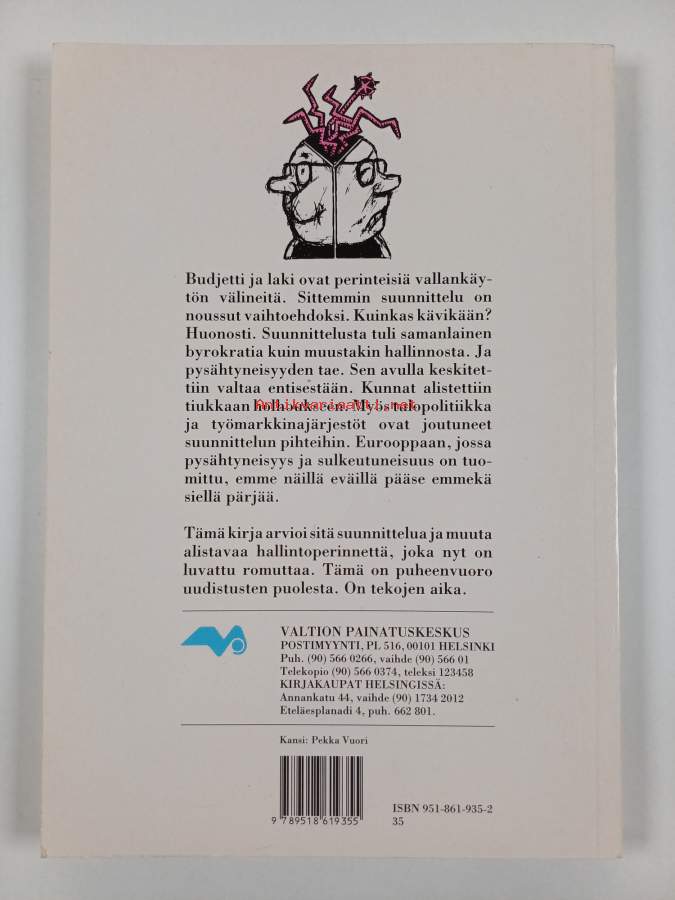 Budjetti ja laki ovat perinteisiä vallankäy-
tön välineitä. Sittemmin suunnittelu on
noussut vaihtoehdoksi. Kuinkas kävikään?
Huonosti. Suunnittelusta tuli samanlainen
byrokratia kuin muustakin hallinnosta. Ja
pysähtyneisyyden tae. Sen avulla keskitet-
tiin valtaa entisestään. Kunnat alistettiin
tiukkaan holhoukseen. Myös tulopolitiikka
ja työmarkkinajärjestöt ovat joutuneet
suunnittelun pihteihin. Eurooppaan, jossa
pysähtyneisyys ja sulkeutuneisuus on tuo-
mittu, emme näillä eväillä pääse emmekä
siellä pärjää.
Tämä kirja arvioi sitä suunnittelua ja muuta
alistavaa hallintoperinnettä, joka nyt on
luvattu romuttaa. Tämä on puheenvuoro
uudistusten puolesta. On tekojen aika.
VALTION PAINATUSKESKUS
POSTIMYYNTI, PL 516, 00101 HELSINKI
Puh. (90) 566 0266, vaihde (90) 566 01
Telekopio (90) 566 0374, teleksi 123458
KIRJAKAUPAT HELSINGISSÄ:
Annankatu 44, vaihde (90) 1734 2012
Eteläesplanadi 4, puh. 662 801.
Kansi: Pekka Vuori
9 789518 619355
ISBN 951-861-935-2
35